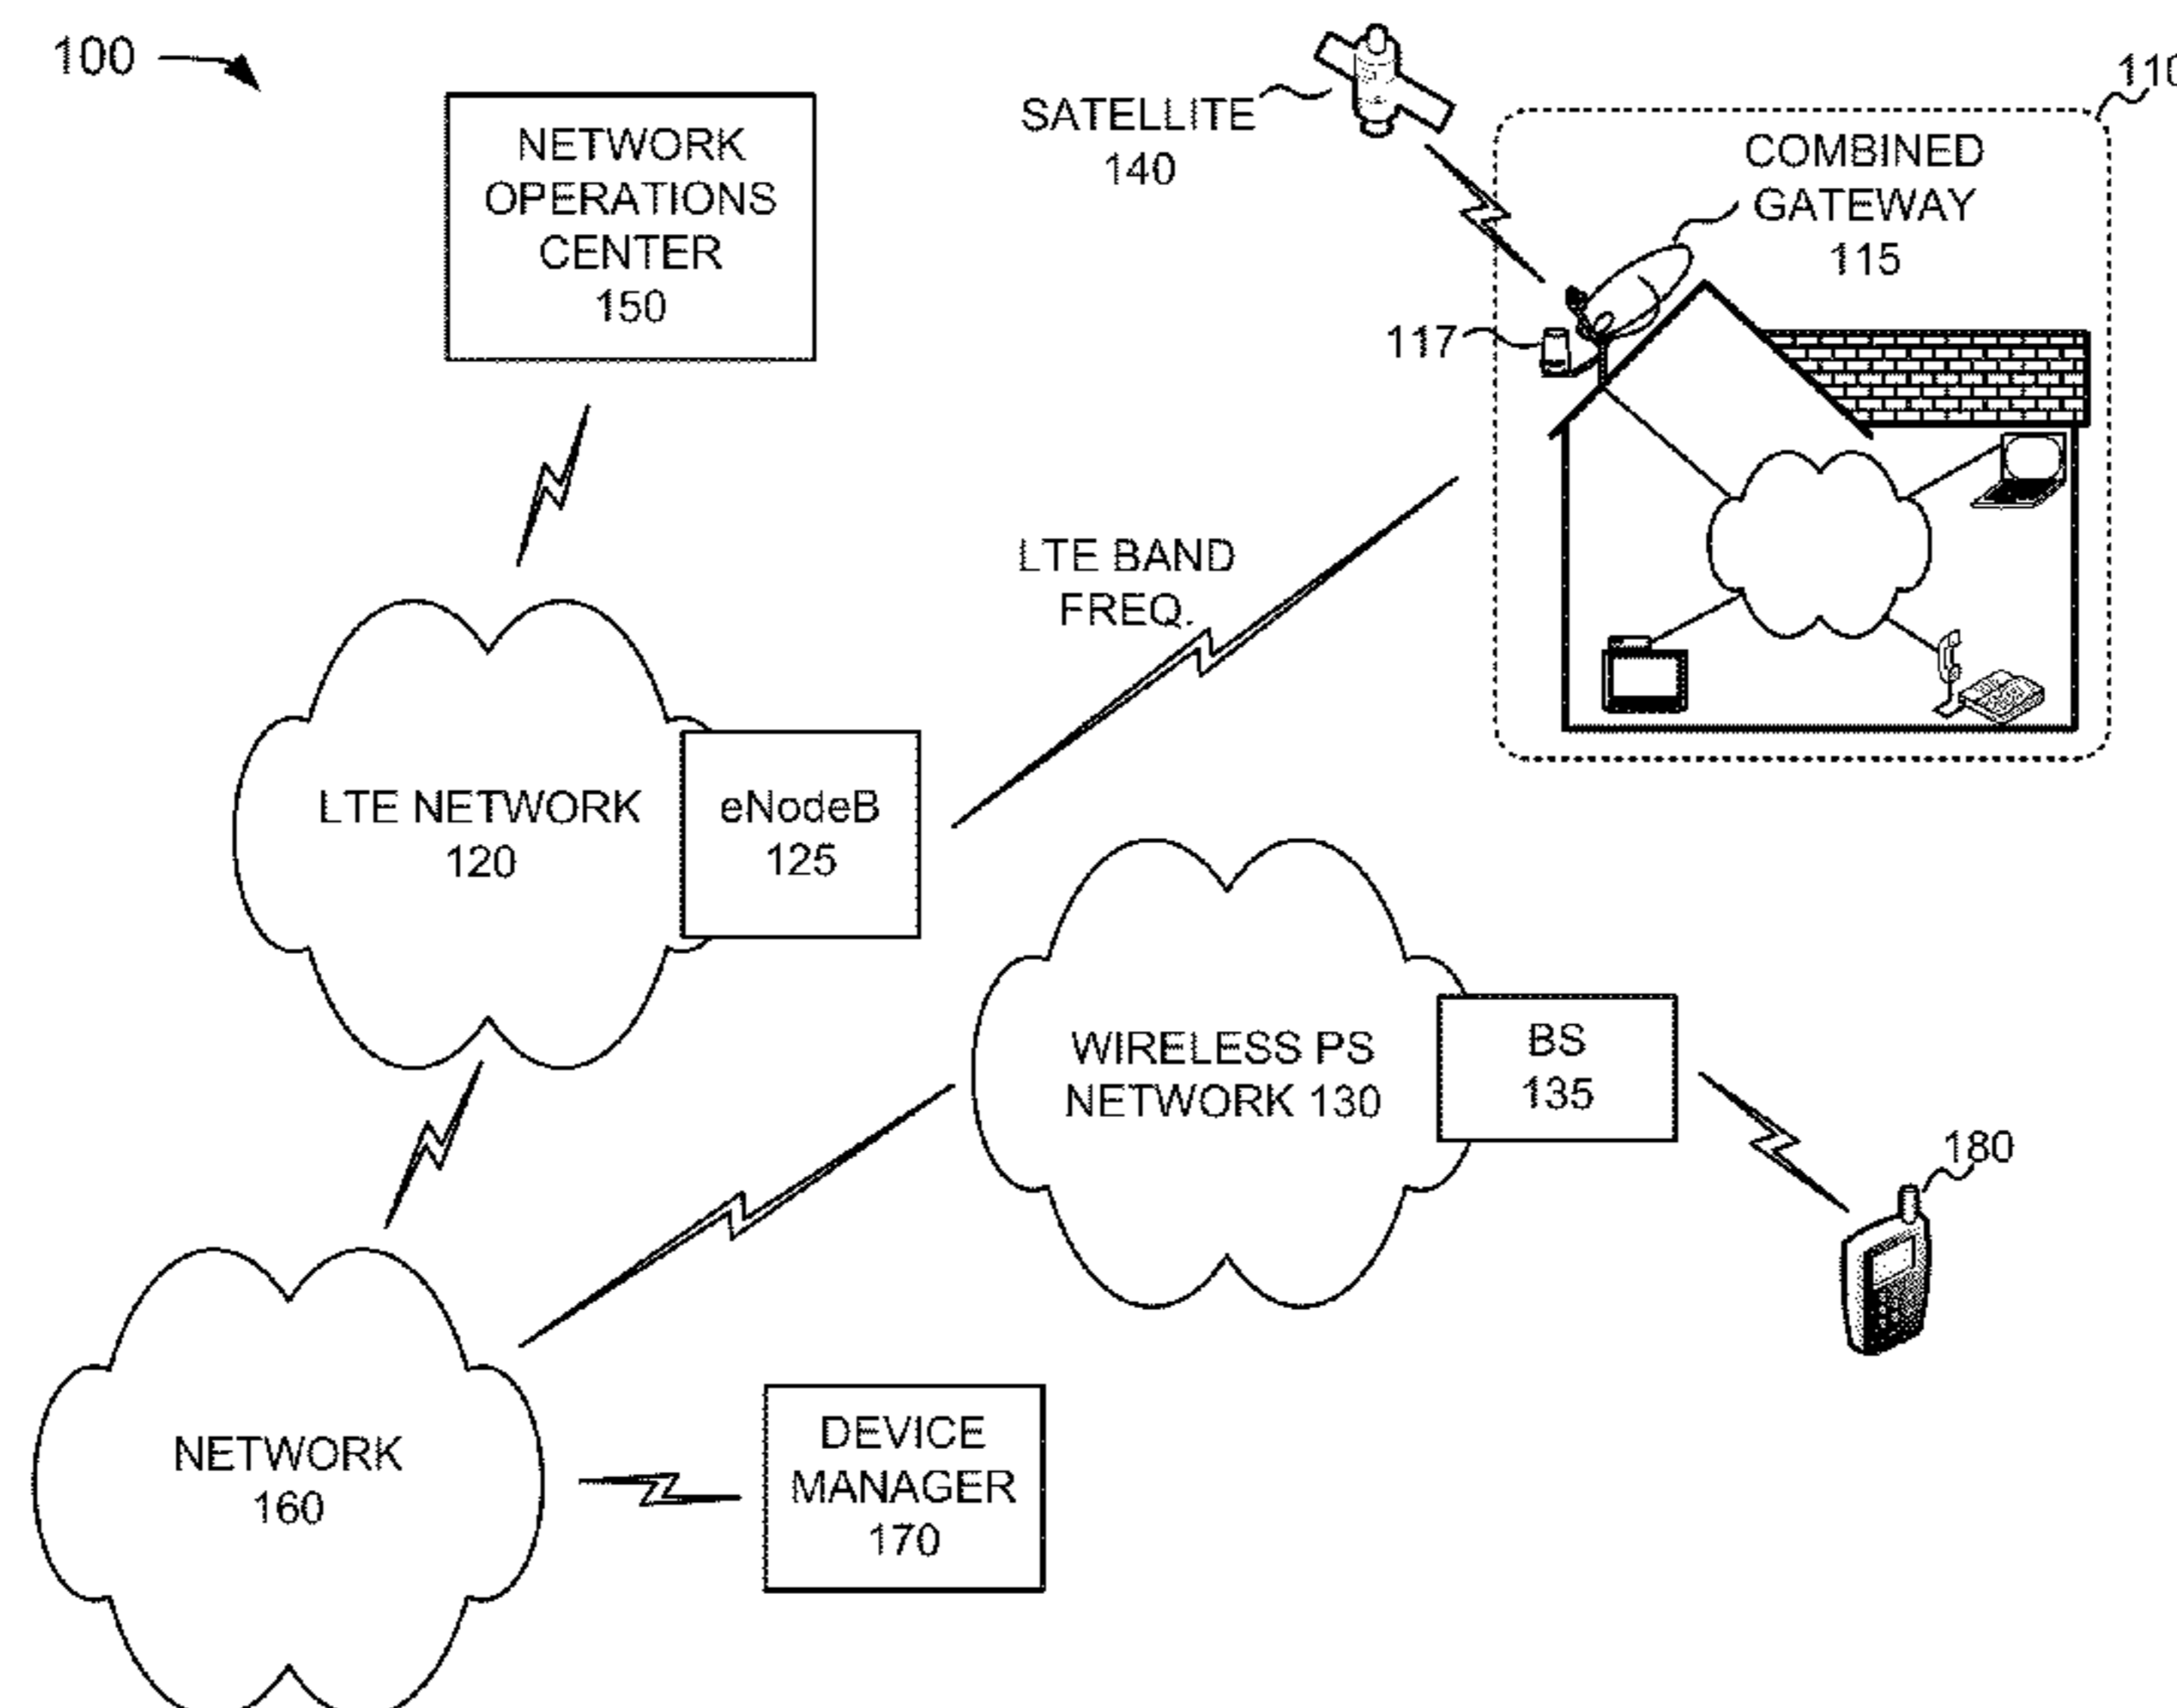 100
NETWORK
OPERATIONS
CENTER
150
SATELLITE
140
110
COMBINED
GATEWAY
115
117
LTE BAND
FREQ.
LTE NETWORK
120
eNodeB
125
WIRELESS PS
NETWORK 130
BS
135
180
NETWORK
160
DEVICE
MANAGER
170